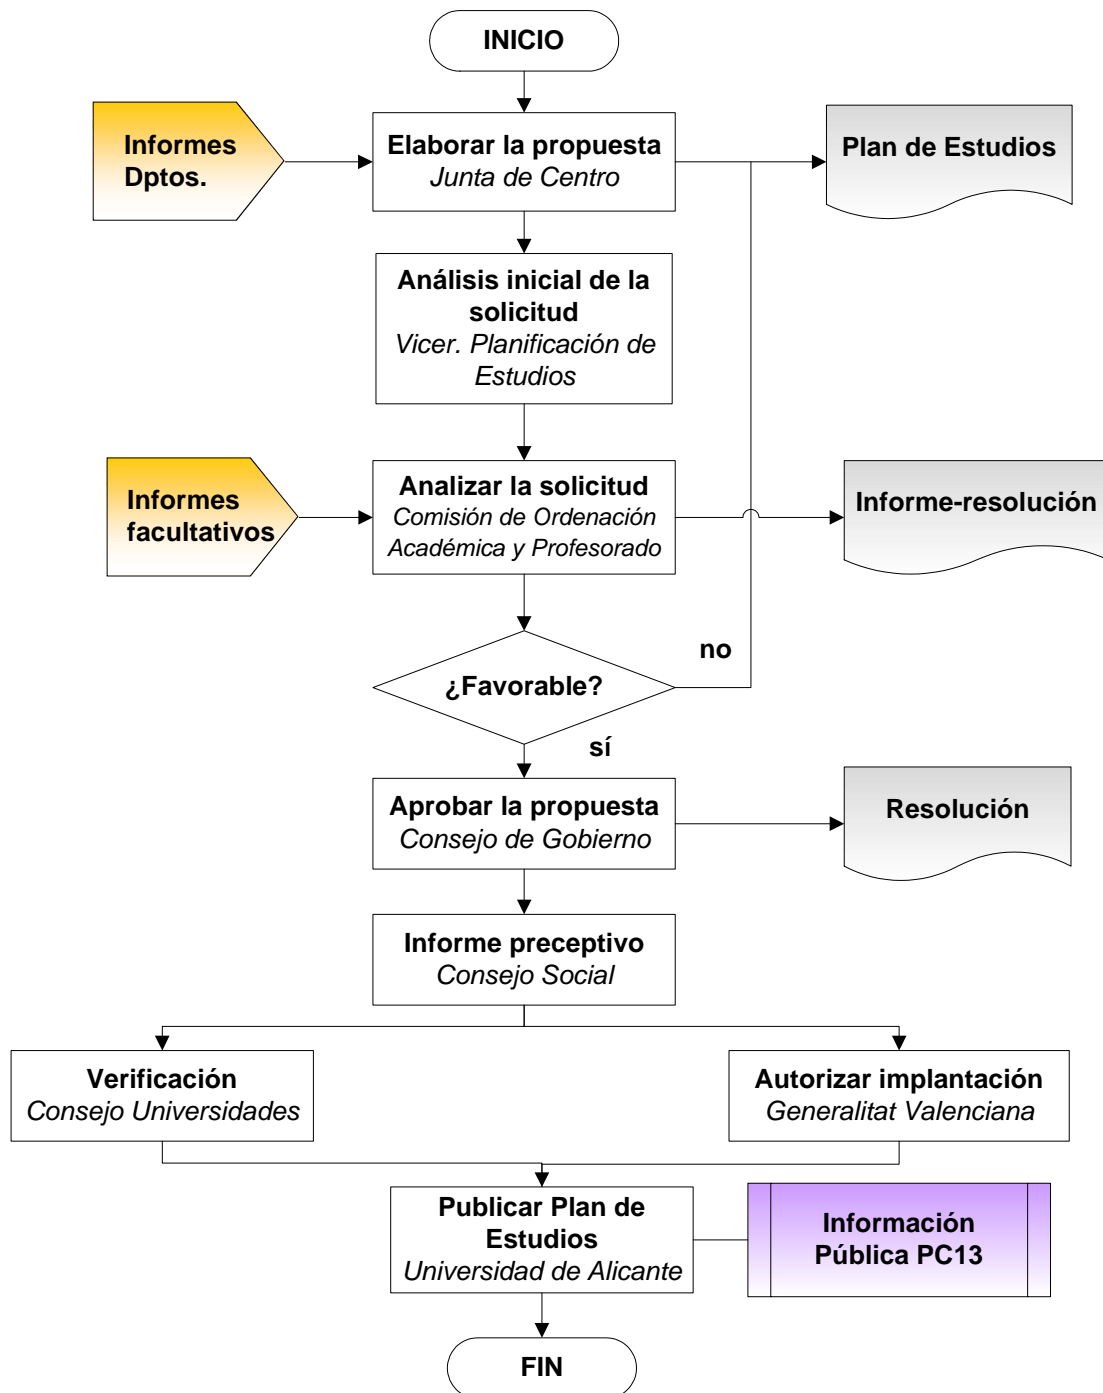 INICIO
Informes
Dptos.
Elaborar la propuesta
Junta de Centro
Plan de Estudios
Análisis inicial de la
solicitud
Vicer. Planificación de
Estudios
Informes
facultativos
Analizar la solicitud
Comisión de Ordenación
Académica y Profesorado
Informe-resolución
¿Favorable?
no
sí
Aprobar la propuesta
Consejo de Gobierno
Resolución
Informe preceptivo
Consejo Social
Verificación
Consejo Universidades
Autorizar implantación
Generalitat Valenciana
Publicar Plan de
Estudios
Universidad de Alicante
Información
Pública PC13
FIN